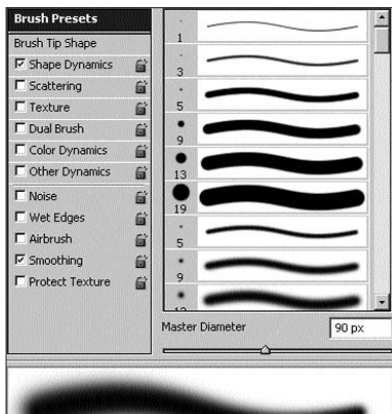 Brush Presets
Brush Tip Shape
Shape Dynamics
Scattering
Texture
Dual Brush
Color Dynamics
Other Dynamics
Noise
Wet Edges
Airbrush
Smoothing
Protect Texture
1
3
5
9
13
19
5
9
Master Diameter 90 px